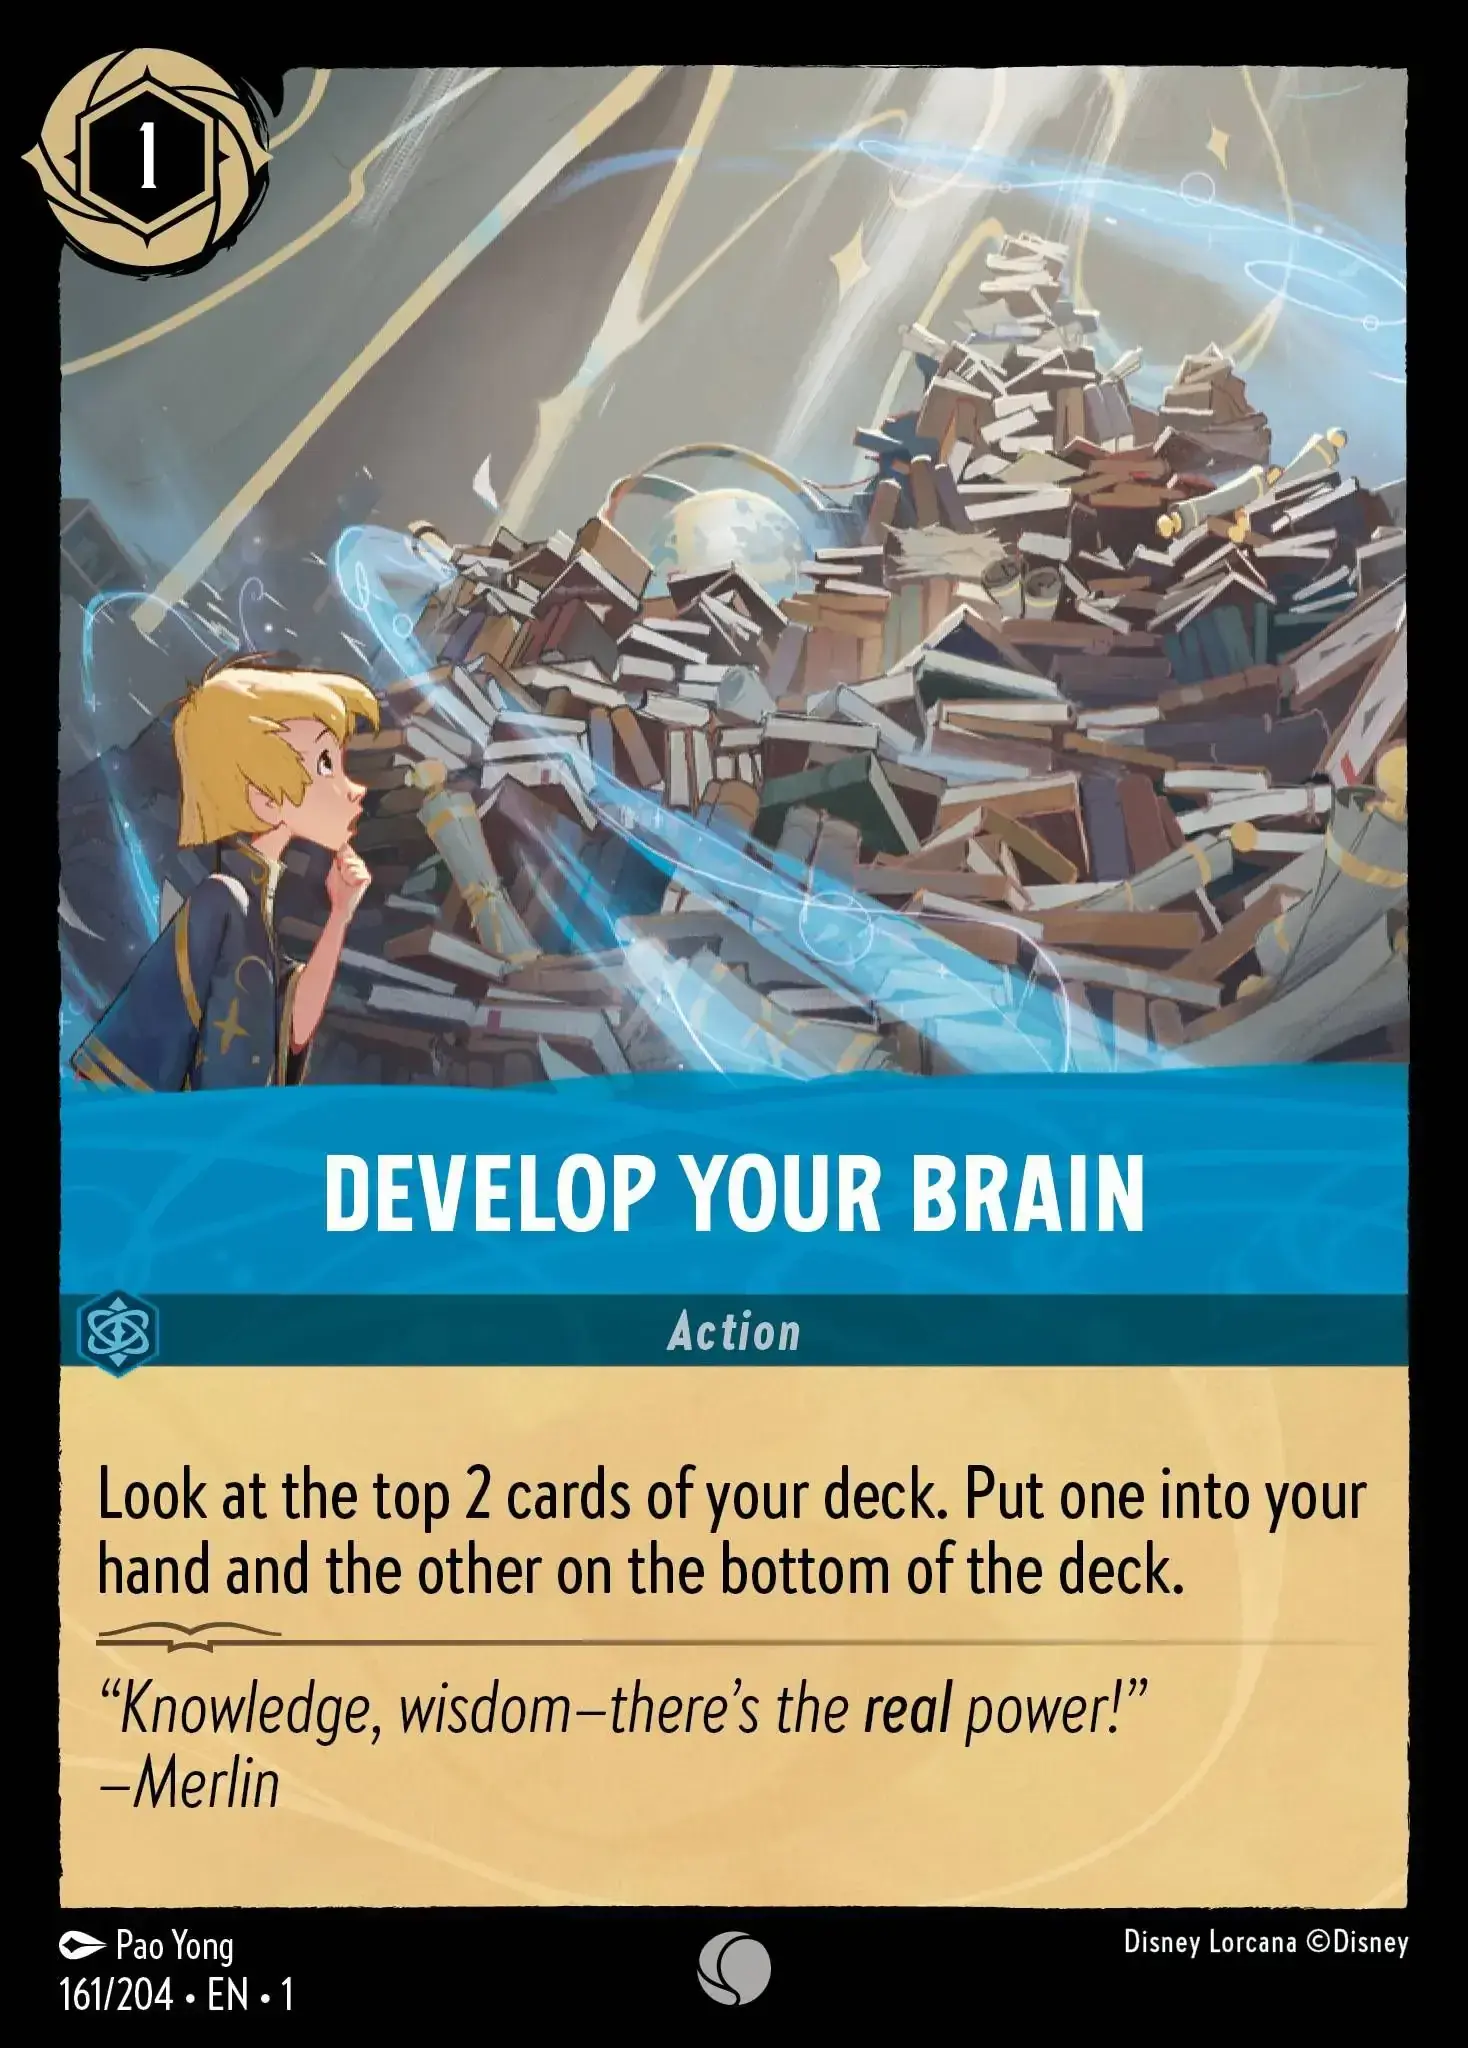 1
DEVELOP YOUR BRAIN
Action
Look at the top 2 cards of your deck. Put one into your
hand and the other on the bottom of the deck.
“Knowledge, wisdom—there’s the real power!”
—Merlin
Pao Yong
Disney Lorcana ©Disney
161/204 • EN • 1